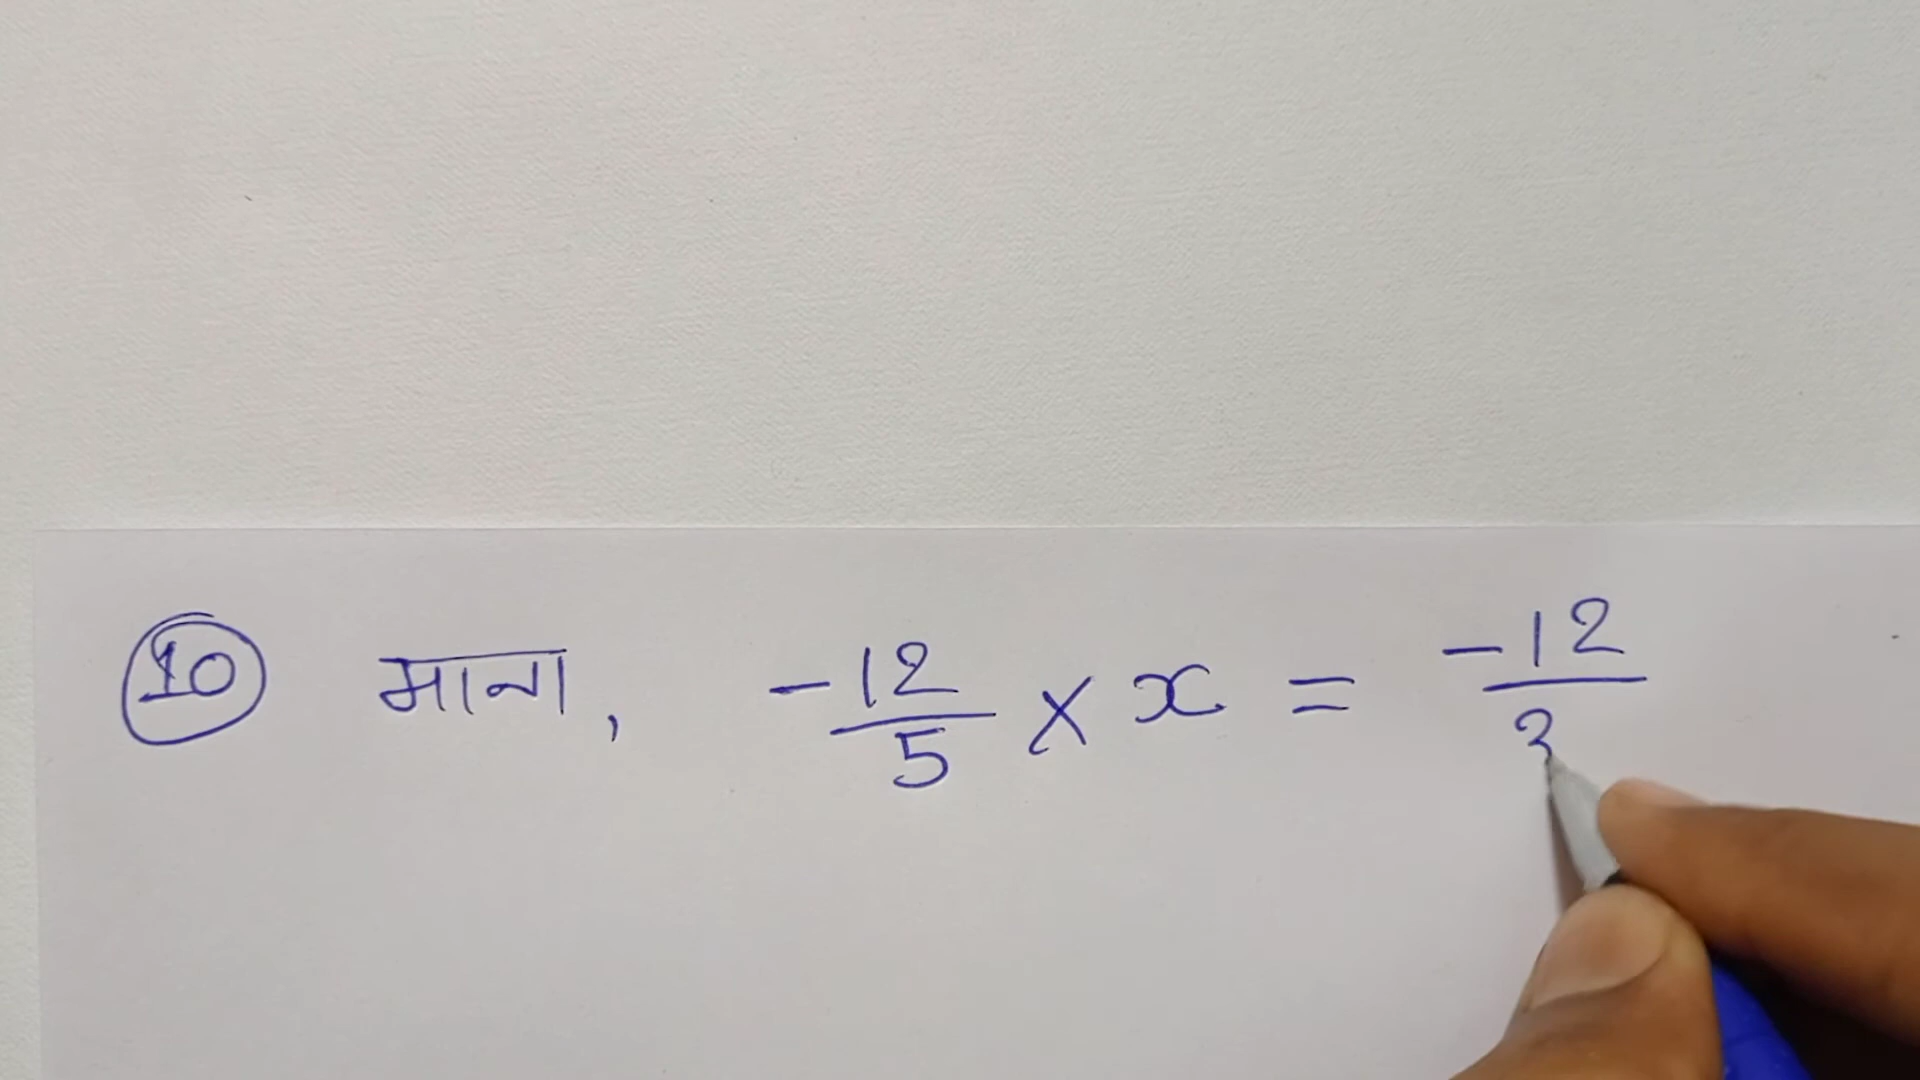 10 माना, -12/5 × x = -12/3